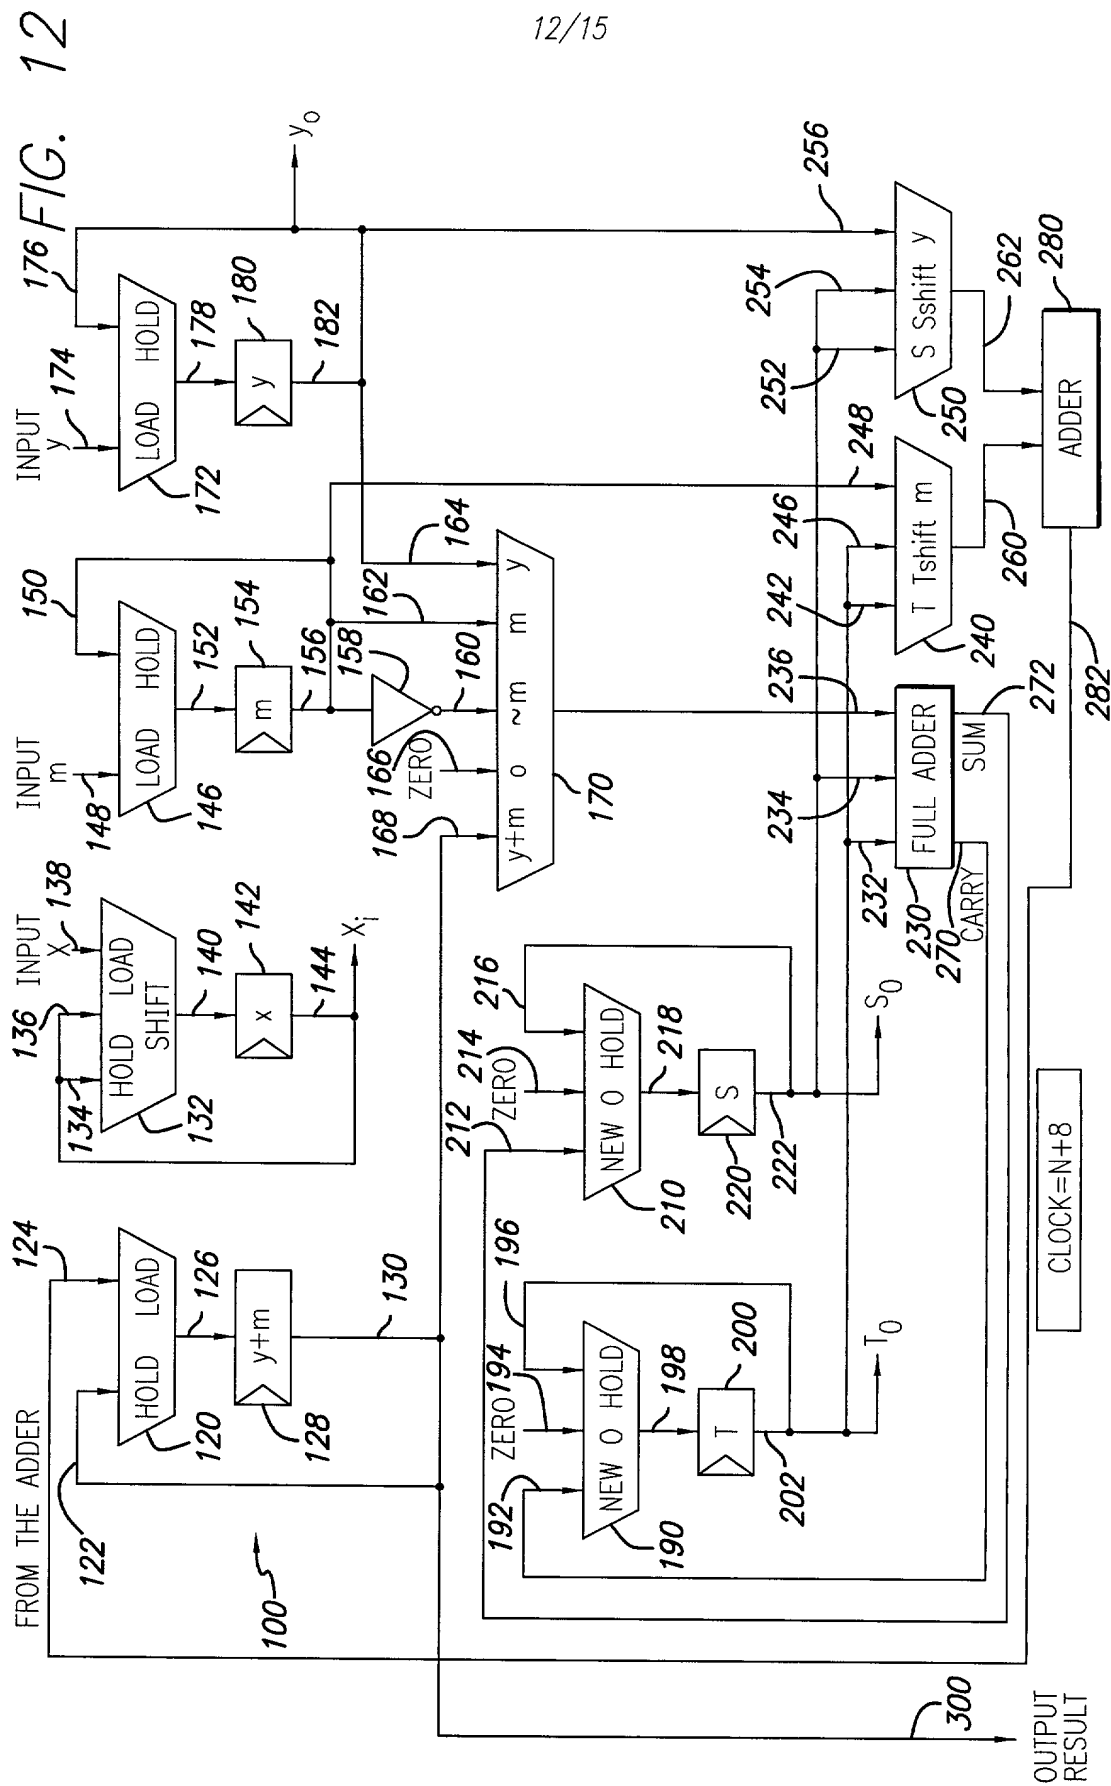 12/15
FIG. 12
FROM THE ADDER
122
124
HOLD LOAD
120
126
y+m
128
130
100
INPUT
X
138
136
134
HOLD LOAD
SHIFT
132
140
X
142
144
Xi
INPUT
m
148
150
LOAD HOLD
146
152
m
154
156
158
160
162
164
ZERO
166
168
y+m 0 ~m m y
170
INPUT
y
174
176
LOAD HOLD
172
178
y
180
182
y0
192
ZERO
194
196
NEW 0 HOLD
190
198
T
200
202
T0
212
ZERO
214
216
NEW 0 HOLD
210
218
S
220
222
S0
232
234
236
FULL ADDER
230
CARRY
270
SUM
272
242
246
248
T Tshift m
240
260
252
254
256
S Sshift y
250
262
ADDER
280
282
CLOCK=N+8
300
OUTPUT
RESULT